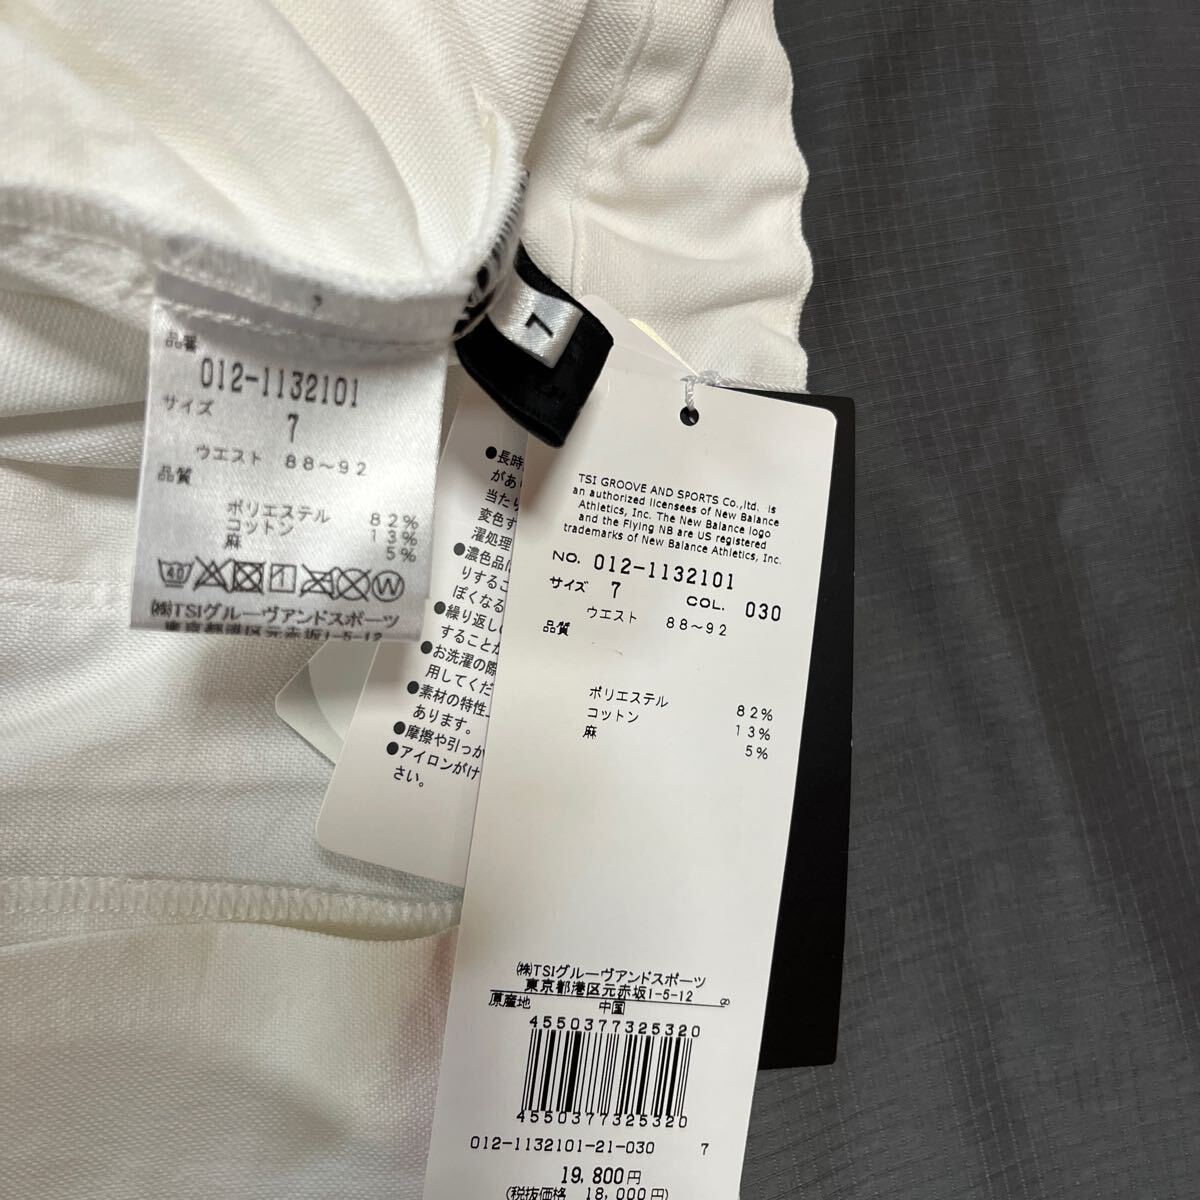 品番
012-1132101
サイズ
7
ウエスト 88〜92
品質
ポリエステル 82%
コットン 13%
麻 5%
40
W
㈱TSIグルーヴアンドスポーツ
東京都港区元赤坂1-5-12
7
●長時
があ
当たり
変色す
濯処理
●濃色品は
りするこ
ぽくなる
●繰り返し
することが
●お洗濯の際
用してくだ
●素材の特性
あります。
●摩擦や引っか
●アイロンがけ
さい。
TSI GROOVE AND SPORTS Co.,ltd. is
an authorized licensees of New Balance
Athletics, Inc. The New Balance logo
and the Flying NB are US registered
trademarks of New Balance Athletics, Inc.
NO. 012-1132101
サイズ 7 COL. 030
ウエスト 88〜92
品質
ポリエステル 82%
コットン 13%
麻 5%
㈱TSIグルーヴアンドスポーツ
東京都港区元赤坂1-5-12
原産地 中国
4550377325320
4550377325320
012-1132101-21-030 7
19,800円
(税抜価格 18,000円)